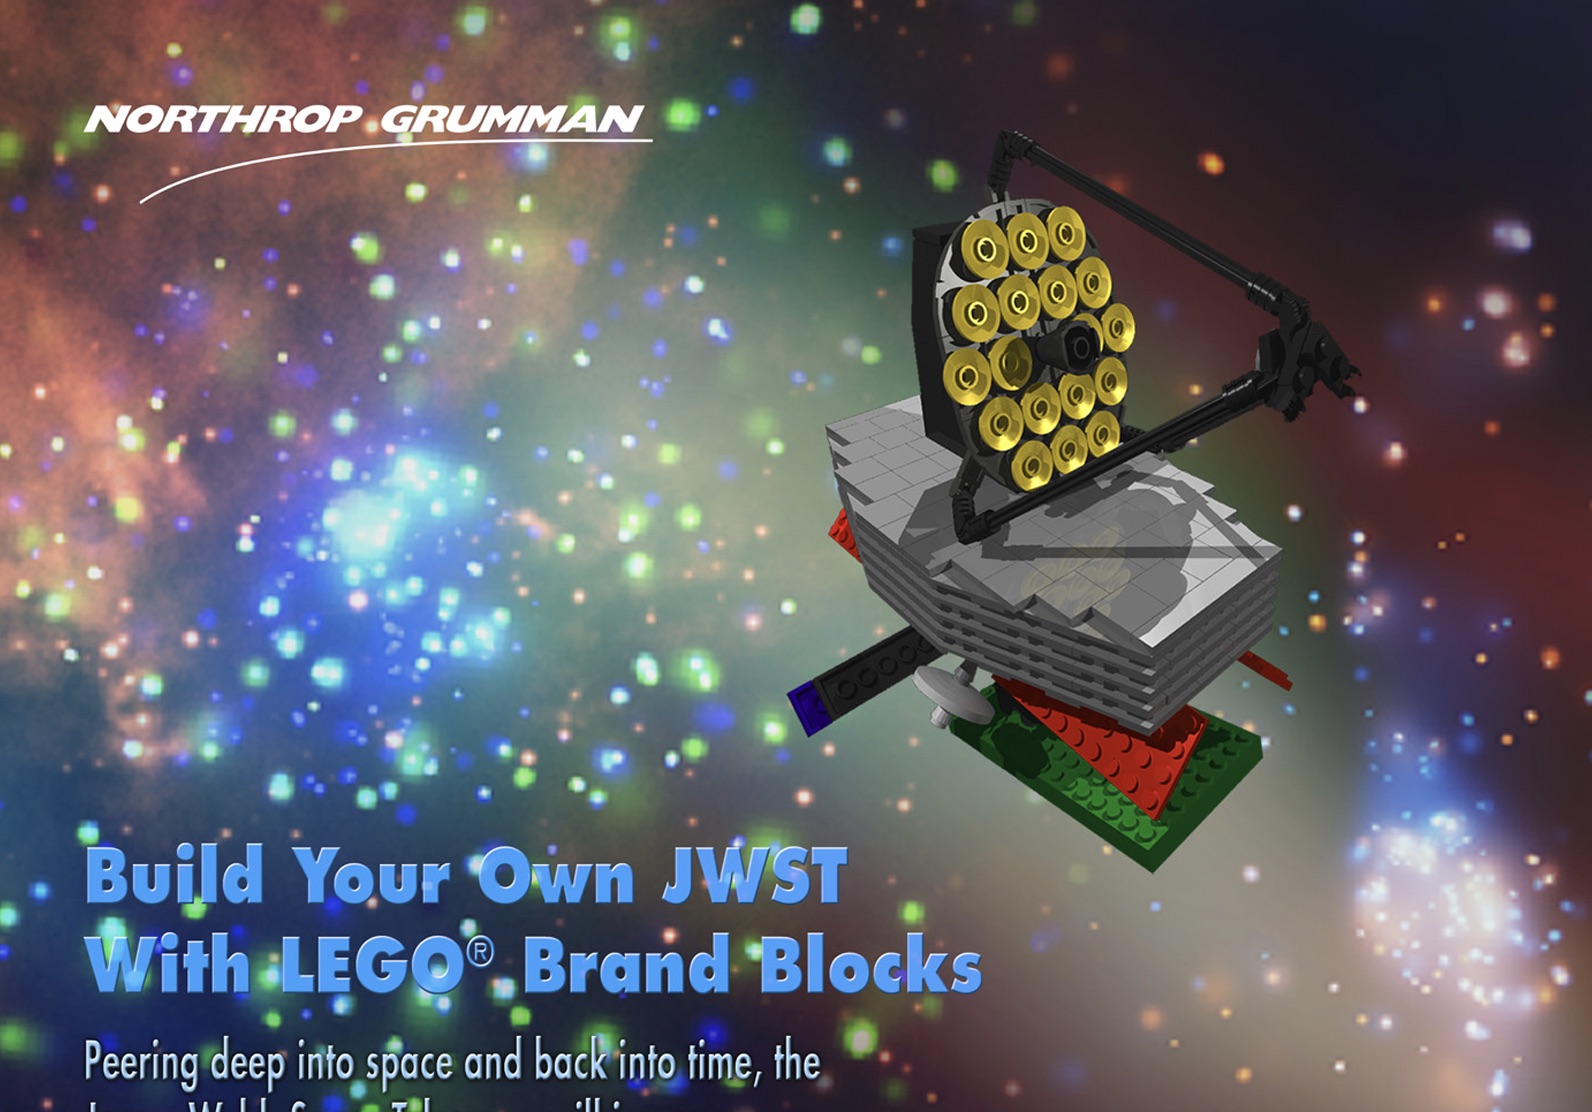 NORTHROP GRUMMAN
Build Your Own JWST
With LEGO® Brand Blocks
Peering deep into space and back into time, the